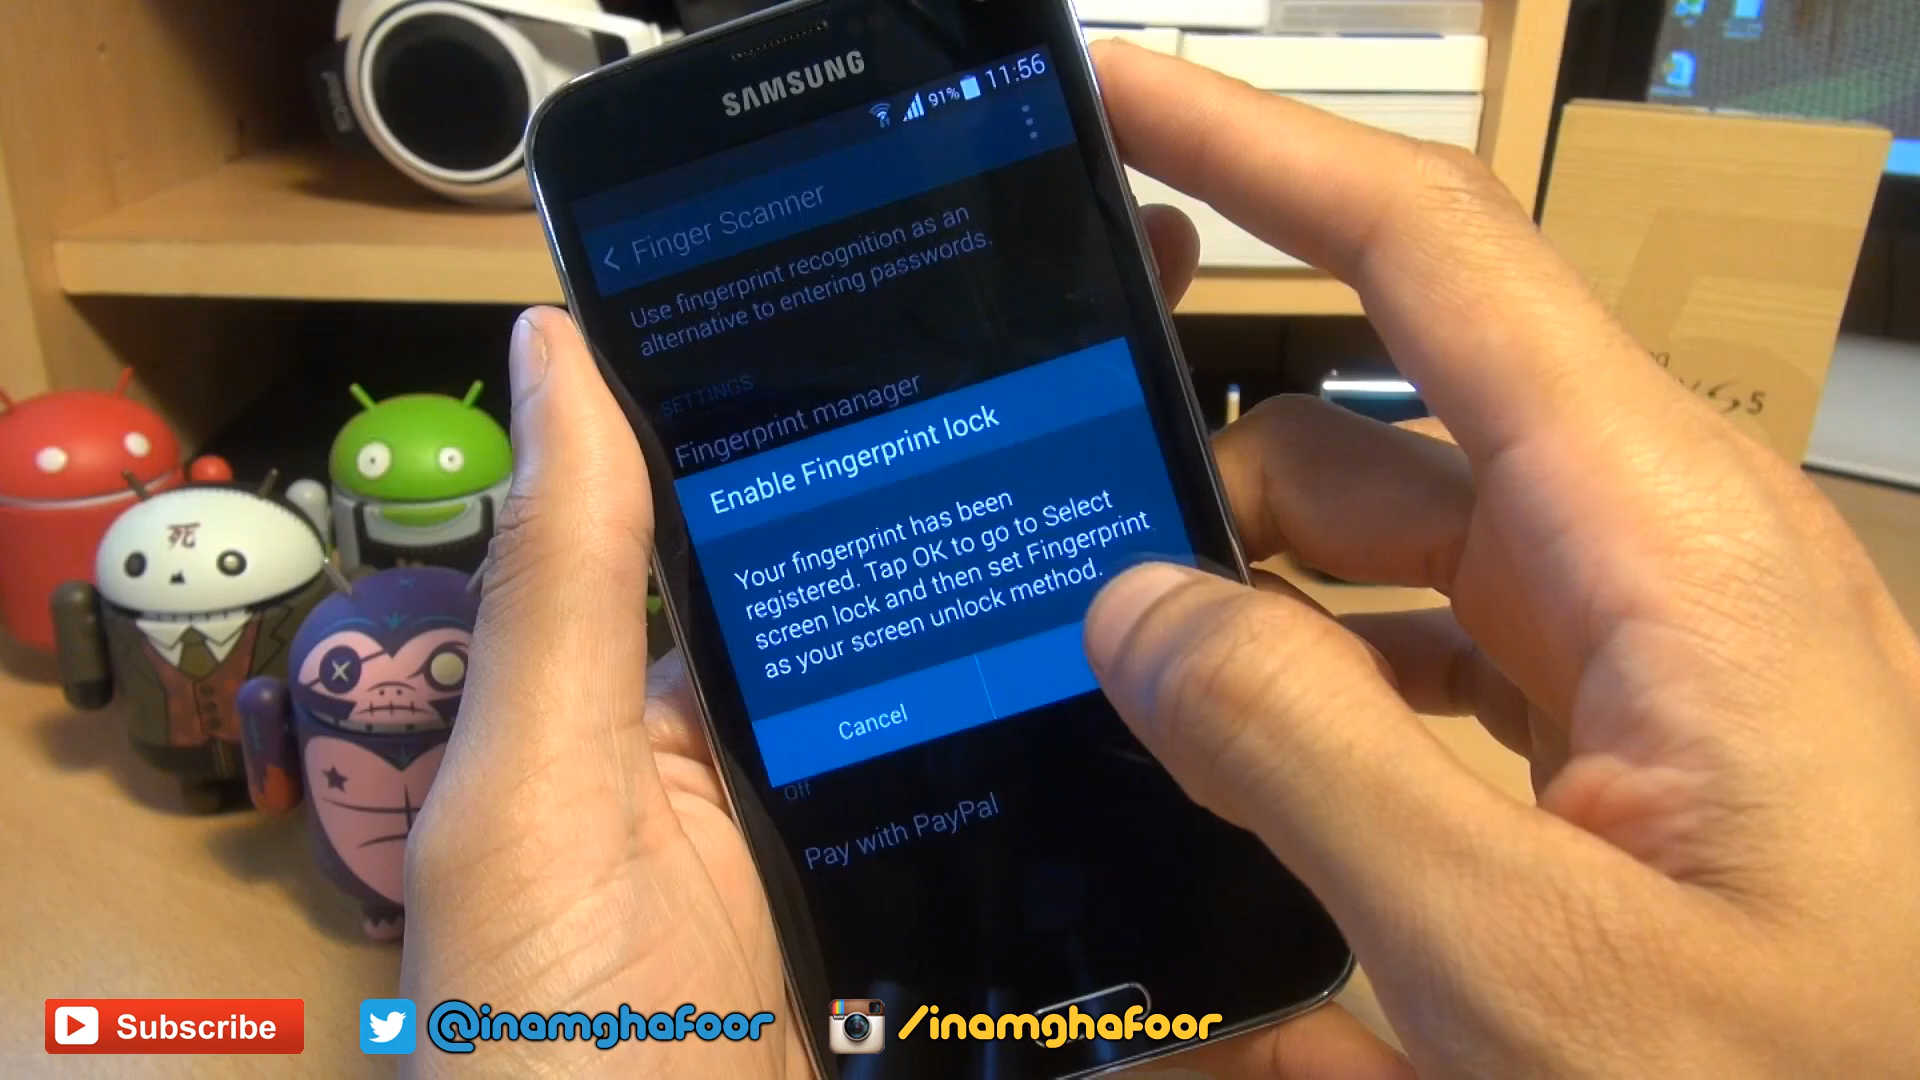 SAMSUNG
91% 11:56
Finger Scanner
Use fingerprint recognition as an
alternative to entering passwords.
SETTINGS
Fingerprint manager
Enable Fingerprint lock
Your fingerprint has been
registered. Tap OK to go to Select
screen lock and then set Fingerprint
as your screen unlock method.
Cancel
Off
Pay with PayPal
S5
死
Subscribe
@inamghafoor
/inamghafoor